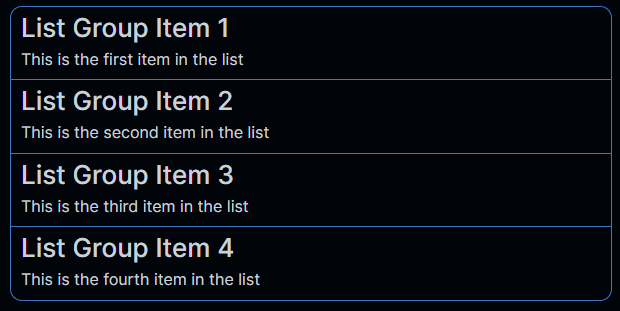 List Group Item 1
This is the first item in the list
List Group Item 2
This is the second item in the list
List Group Item 3
This is the third item in the list
List Group Item 4
This is the fourth item in the list